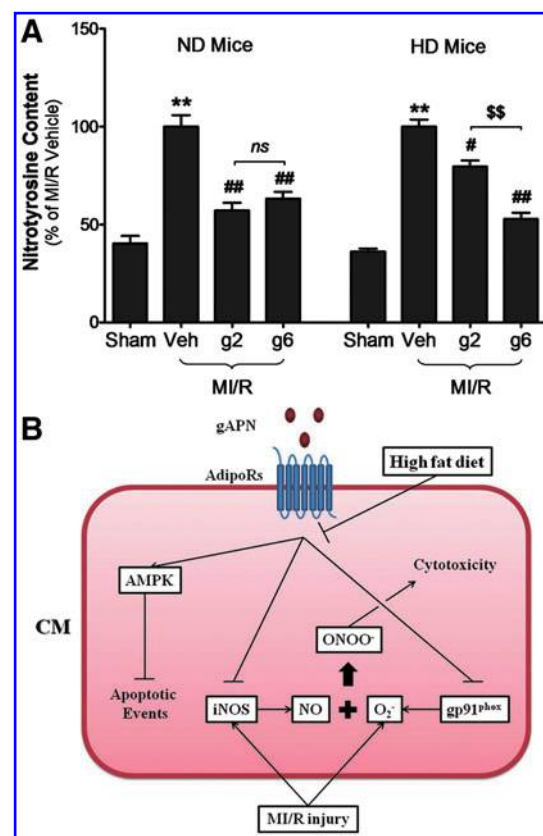 A
ND Mice HD Mice
Nitrotyrosine Content
(% of MI/R Vehicle)
150
100
50
0
** ## ns ## ** # $$ ##
Sham Veh g2 g6 Sham Veh g2 g6
MI/R MI/R
B
gAPN
AdipoRs
High fat diet
CM
AMPK
Cytotoxicity
ONOO⁻
Apoptotic
Events
iNOS NO + O₂⁻ gp91ᵖʰᵒˣ
MI/R injury